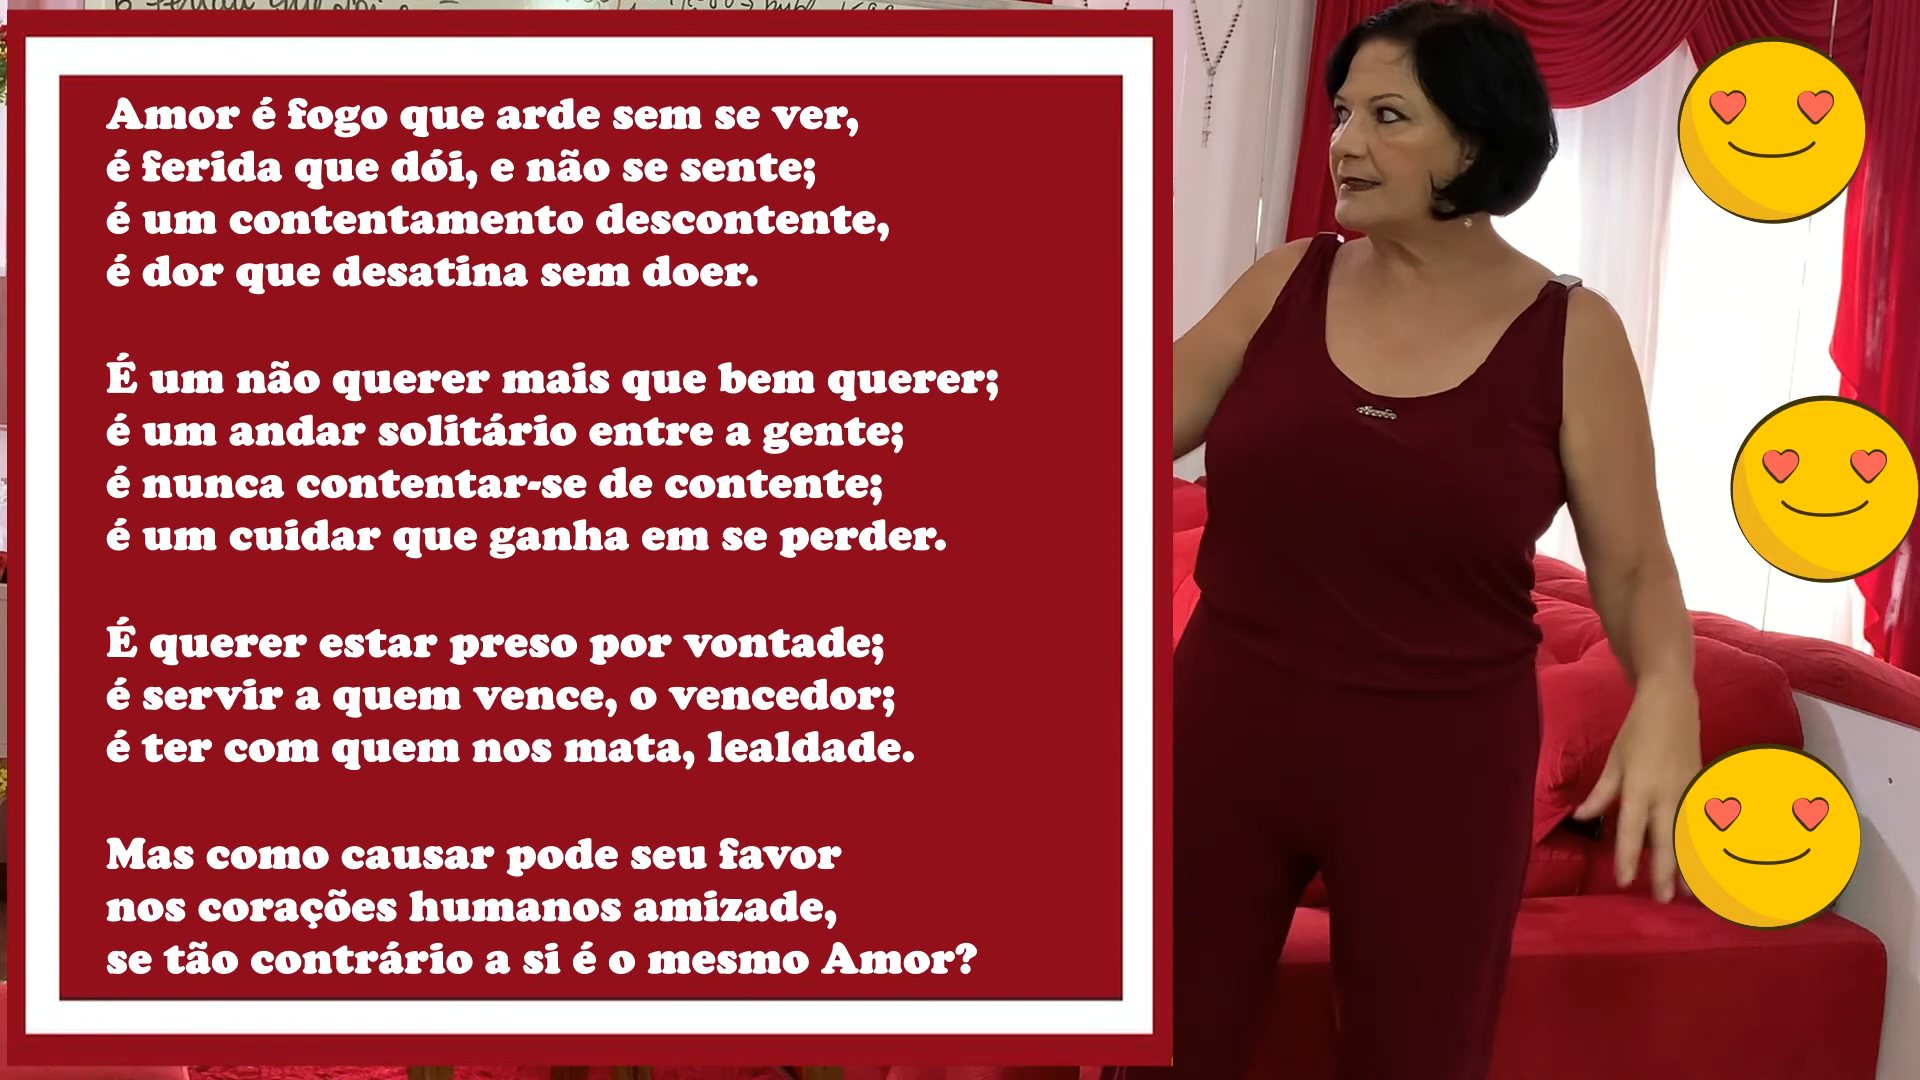 Amor é fogo que arde sem se ver,
é ferida que dói, e não se sente;
é um contentamento descontente,
é dor que desatina sem doer.
É um não querer mais que bem querer;
é um andar solitário entre a gente;
é nunca contentar-se de contente;
é um cuidar que ganha em se perder.
É querer estar preso por vontade;
é servir a quem vence, o vencedor;
é ter com quem nos mata, lealdade.
Mas como causar pode seu favor
nos corações humanos amizade,
se tão contrário a si é o mesmo Amor?